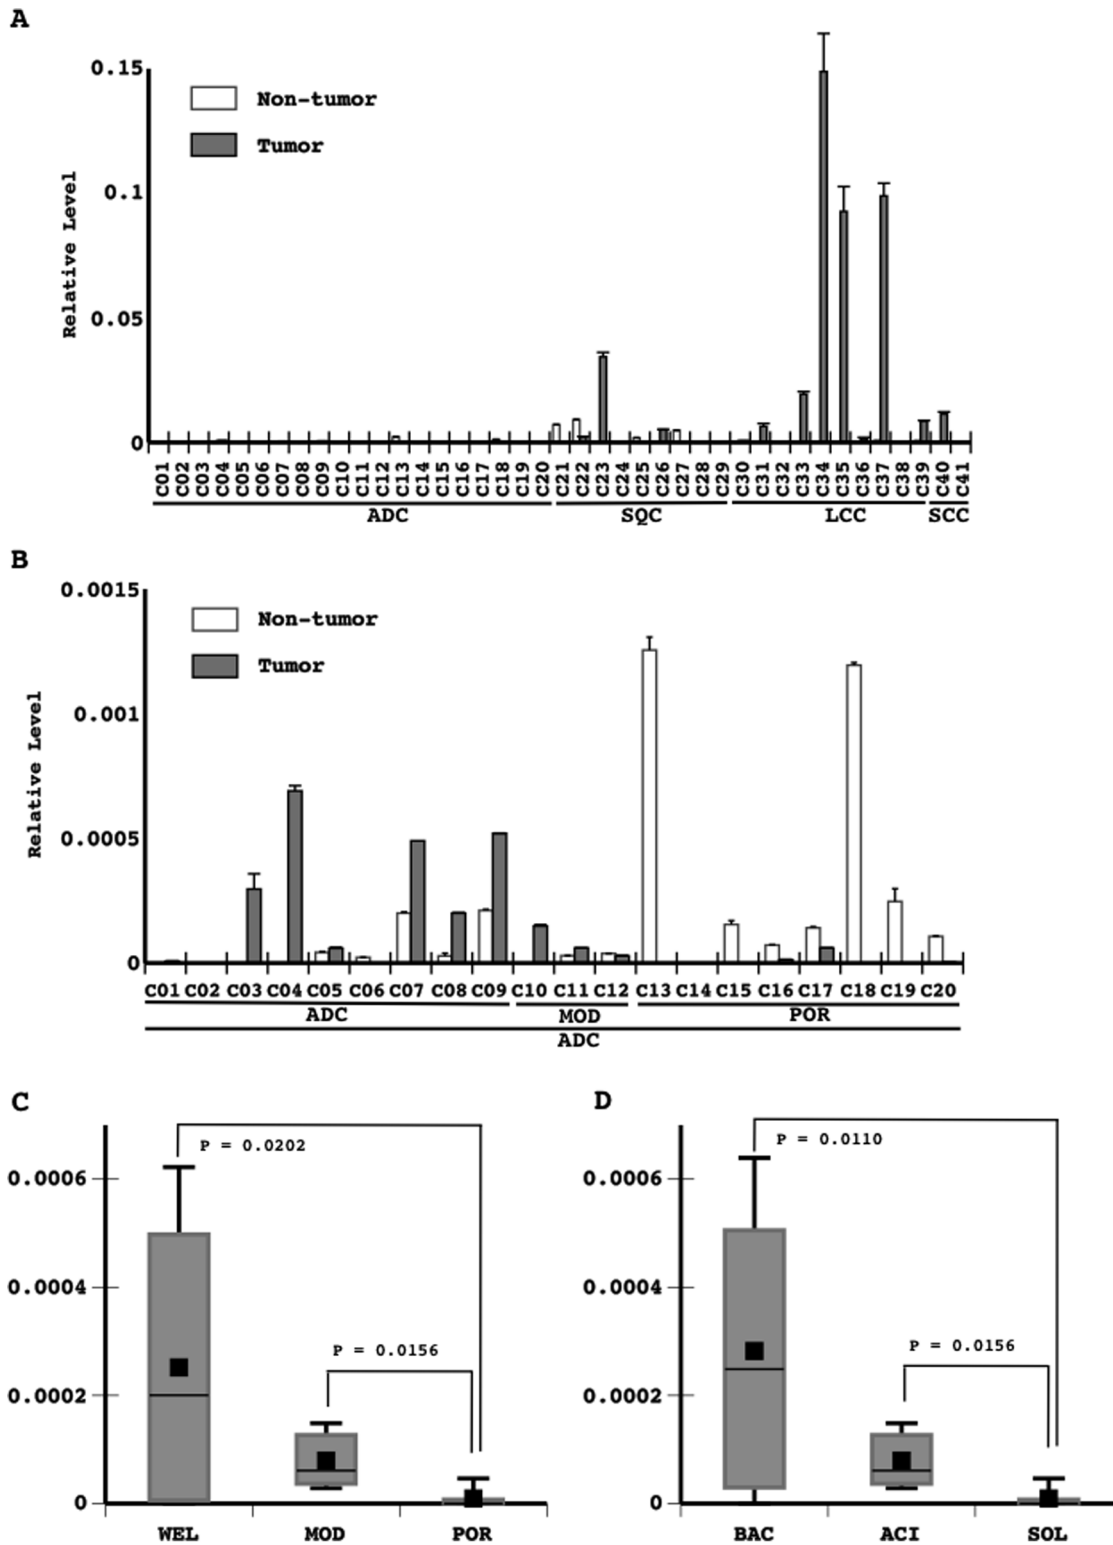 A
0.15
0.1
0.05
0
Relative Level
Non-tumor
Tumor
C01 C02 C03 C04 C05 C06 C07 C08 C09 C10 C11 C12 C13 C14 C15 C16 C17 C18 C19 C20 C21 C22 C23 C24 C25 C26 C27 C28 C29 C30 C31 C32 C33 C34 C35 C36 C37 C38 C39 C40 C41
ADC SQC LCC SCC
B
0.0015
0.001
0.0005
0
Relative Level
Non-tumor
Tumor
C01 C02 C03 C04 C05 C06 C07 C08 C09 C10 C11 C12 C13 C14 C15 C16 C17 C18 C19 C20
ADC MOD POR
ADC
C
P = 0.0202
0.0006
0.0004
P = 0.0156
0.0002
0
WEL MOD POR
D
P = 0.0110
0.0006
0.0004
P = 0.0156
0.0002
0
BAC ACI SOL